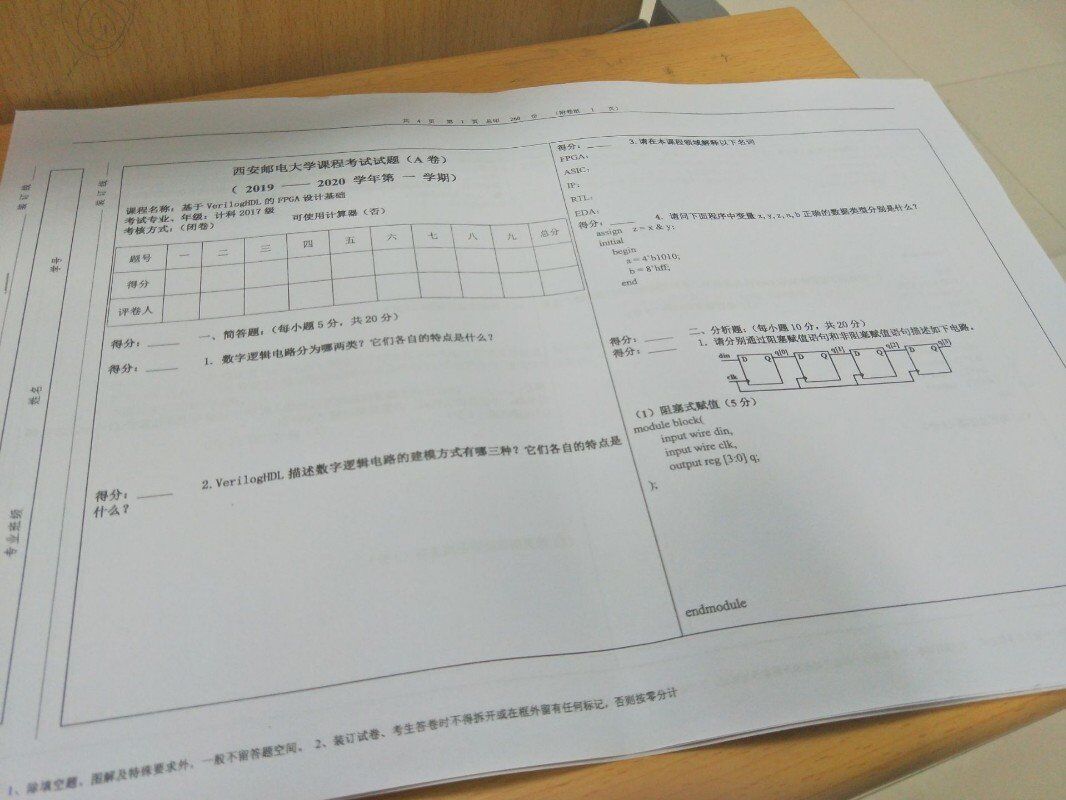 共 4 页 第 1 页 总印 260 份 (附卷纸 1 页)
装订线
装订线
学号
姓名
专业班级
西安邮电大学课程考试试题（A 卷）
( 2019 —— 2020 学年第 一 学期)
课程名称：基于 VerilogHDL 的 FPGA 设计基础
考试专业、年级：计科 2017 级 可使用计算器（否）
考核方式：（闭卷）
题号 一 二 三 四 五 六 七 八 九 总分
得分
评卷人
得分： 一、简答题：（每小题 5 分，共 20 分）
得分： 1. 数字逻辑电路分为哪两类？它们各自的特点是什么？
得分： 2.VerilogHDL 描述数字逻辑电路的建模方式有哪三种？它们各自的特点是
什么？
得分： 3.请在本课程领域解释以下名词
FPGA：
ASIC：
IP：
RTL：
EDA：
得分： 4. 请问下面程序中变量 x,y,z,a,b 正确的数据类型分别是什么？
assign z = x & y;
initial
begin
a = 4'b1010;
b = 8'hff;
end
得分： 二、分析题：（每小题 10 分，共 20 分）
得分： 1. 请分别通过阻塞赋值语句和非阻塞赋值语句描述如下电路。
din D Q q[0] D Q q[1] D Q q[2] D Q q[3]
clk
（1）阻塞式赋值（5 分）
module block(
input wire din,
input wire clk,
output reg [3:0] q;
);
endmodule
1、除填空题、图解及特殊要求外，一般不留答题空间。 2、装订试卷、考生答卷时不得拆开或在框外留有任何标记，否则按零分计